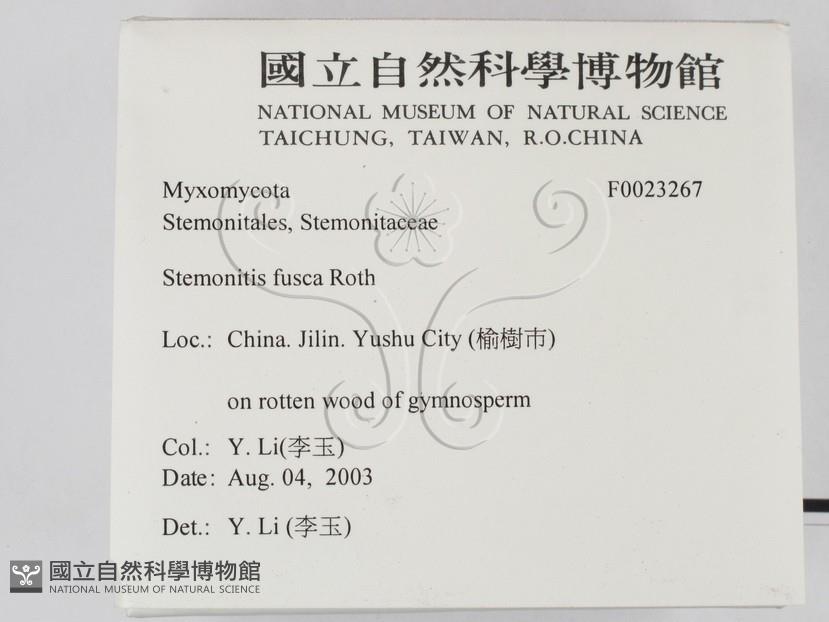 國立自然科學博物館
NATIONAL MUSEUM OF NATURAL SCIENCE
TAICHUNG, TAIWAN, R.O.CHINA
Myxomycota F0023267
Stemonitales, Stemonitaceae
Stemonitis fusca Roth
Loc.: China. Jilin. Yushu City (榆樹市)
on rotten wood of gymnosperm
Col.: Y. Li(李玉)
Date: Aug. 04, 2003
Det.: Y. Li (李玉)
國立自然科學博物館
NATIONAL MUSEUM OF NATURAL SCIENCE